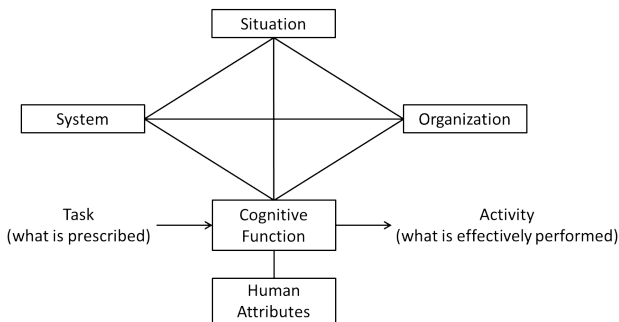 Situation
System
Organization
Task
(what is prescribed)
Cognitive
Function
Activity
(what is effectively performed)
Human
Attributes